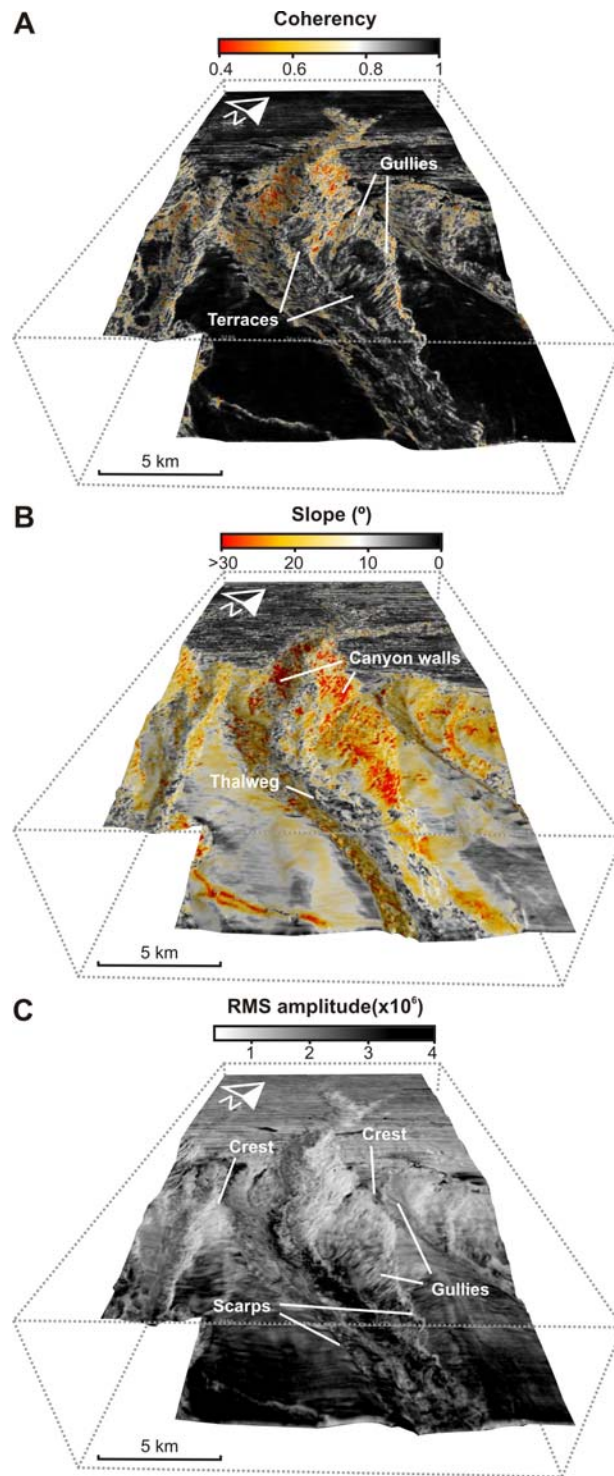 A
Coherency
0.4 0.6 0.8 1
N
Gullies
Terraces
5 km
B
Slope (º)
>30 20 10 0
N
Canyon walls
Thalweg
5 km
C
RMS amplitude(x10⁶)
1 2 3 4
N
Crest Crest
Gullies
Scarps
5 km